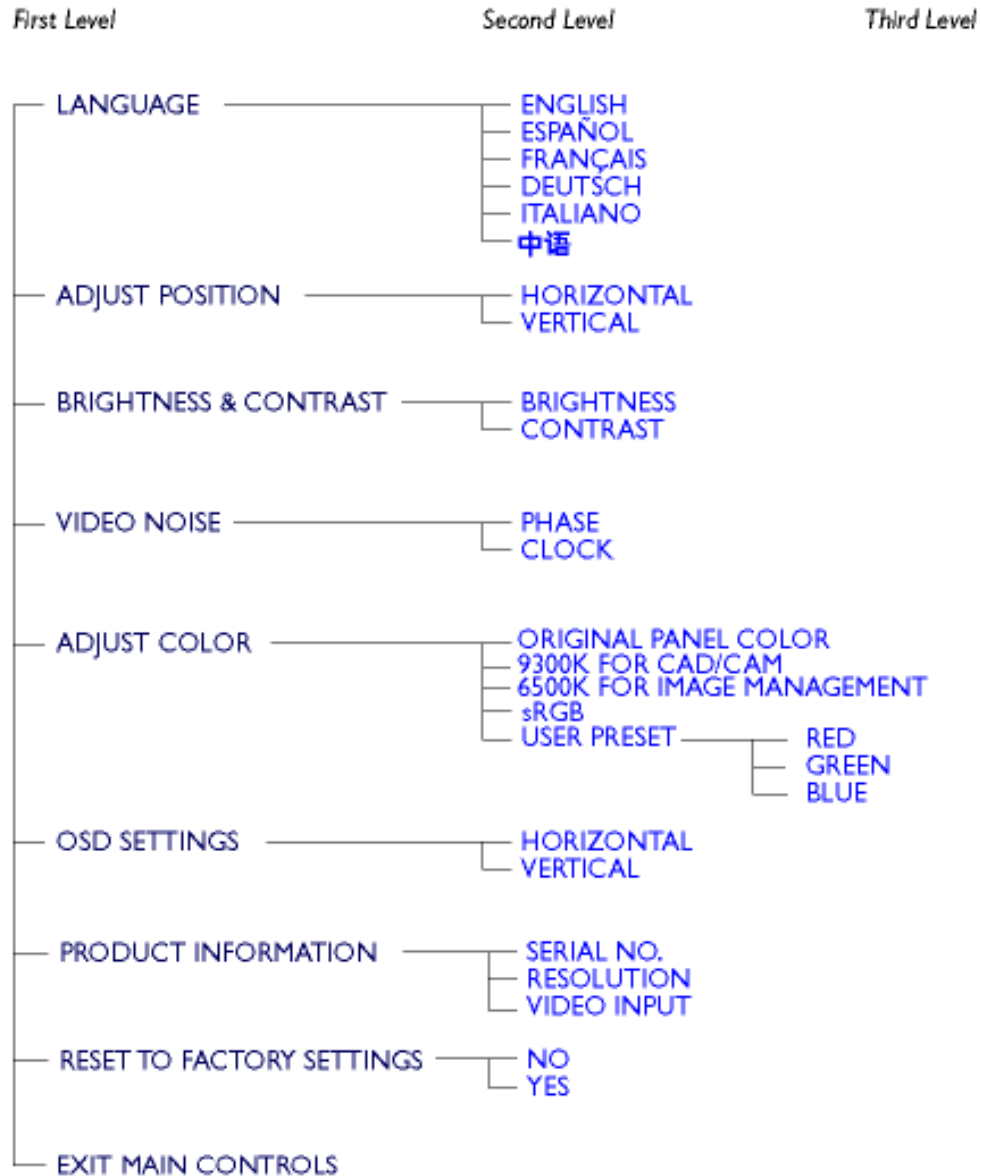 First Level Second Level Third Level
LANGUAGE ENGLISH
ESPAÑOL
FRANÇAIS
DEUTSCH
ITALIANO
中语
ADJUST POSITION HORIZONTAL
VERTICAL
BRIGHTNESS & CONTRAST BRIGHTNESS
CONTRAST
VIDEO NOISE PHASE
CLOCK
ADJUST COLOR ORIGINAL PANEL COLOR
9300K FOR CAD/CAM
6500K FOR IMAGE MANAGEMENT
sRGB
USER PRESET RED
GREEN
BLUE
OSD SETTINGS HORIZONTAL
VERTICAL
PRODUCT INFORMATION SERIAL NO.
RESOLUTION
VIDEO INPUT
RESET TO FACTORY SETTINGS NO
YES
EXIT MAIN CONTROLS